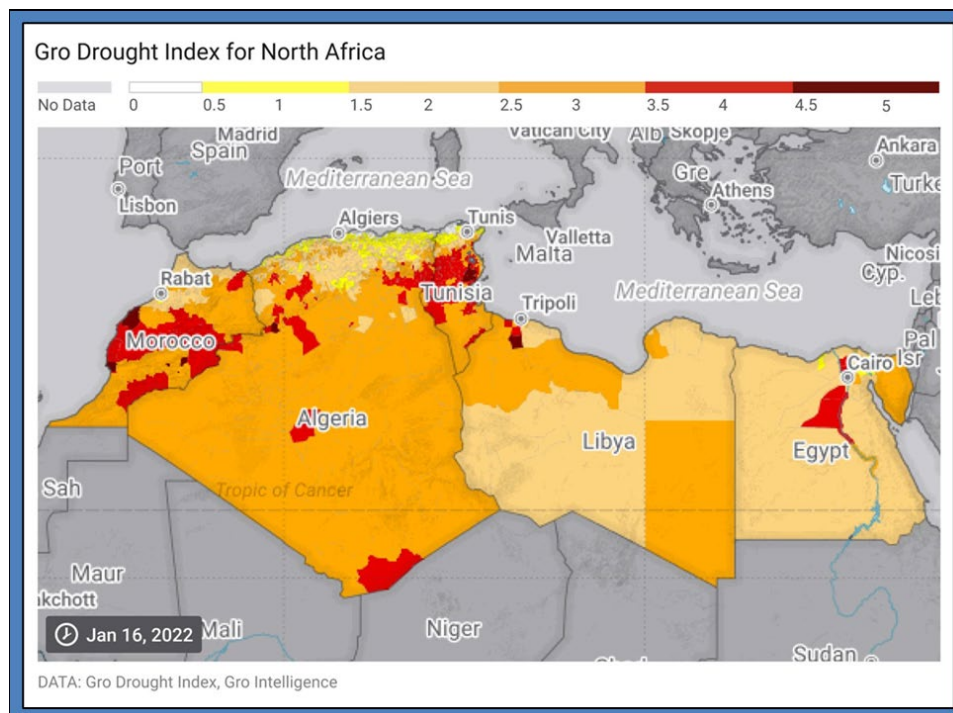 Gro Drought Index for North Africa
No Data 0 0.5 1 1.5 2 2.5 3 3.5 4 4.5 5
Madrid
Spain
Port
Lisbon
Mediterranean Sea
Vatican City
Alb
Skopje
Gre
Athens
Ankara
Turke
Algiers
Tunis
Valletta
Malta
Nicosi
Cyp.
Rabat
Tunisia
Mediterranean Sea
Leb
Tripoli
Morocco
Pal
Cairo
Isr
Algeria
Libya
Egypt
Sah
Tropic of Cancer
Maur
akchott
Jan 16, 2022
Mali
Niger
Sudan
DATA: Gro Drought Index, Gro Intelligence